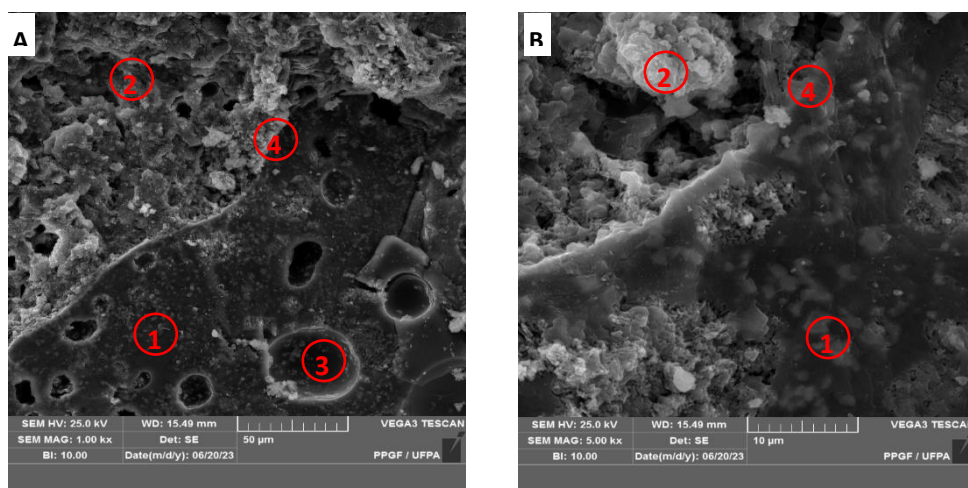 A
2
4
1
3
SEM HV: 25.0 kV
WD: 15.49 mm
VEGA3 TESCAN
SEM MAG: 1.00 kx
Det: SE
50 µm
BI: 10.00
Date(m/d/y): 06/20/23
PPGF / UFPA
B
2
4
1
SEM HV: 25.0 kV
WD: 15.49 mm
VEGA3 TESCAN
SEM MAG: 5.00 kx
Det: SE
10 µm
BI: 10.00
Date(m/d/y): 06/20/23
PPGF / UFPA